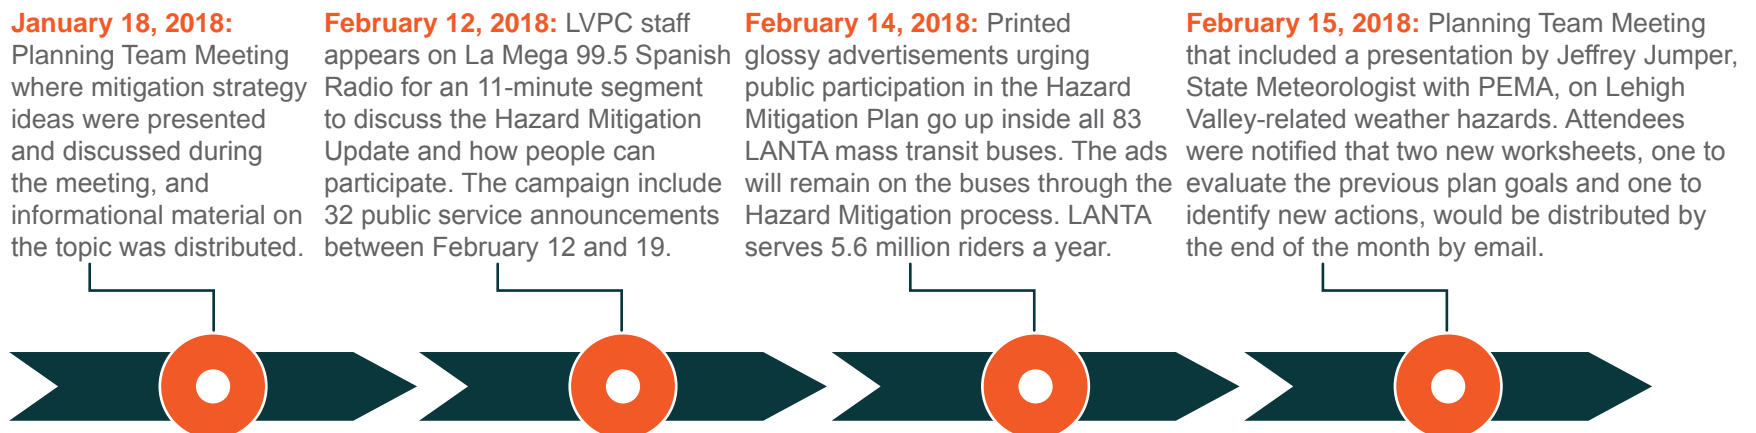 January 18, 2018:
Planning Team Meeting
where mitigation strategy
ideas were presented
and discussed during
the meeting, and
informational material on
the topic was distributed.
February 12, 2018: LVPC staff
appears on La Mega 99.5 Spanish
Radio for an 11-minute segment
to discuss the Hazard Mitigation
Update and how people can
participate. The campaign include
32 public service announcements
between February 12 and 19.
February 14, 2018: Printed
glossy advertisements urging
public participation in the Hazard
Mitigation Plan go up inside all 83
LANTA mass transit buses. The ads
will remain on the buses through the
Hazard Mitigation process. LANTA
serves 5.6 million riders a year.
February 15, 2018: Planning Team Meeting
that included a presentation by Jeffrey Jumper,
State Meteorologist with PEMA, on Lehigh
Valley-related weather hazards. Attendees
were notified that two new worksheets, one to
evaluate the previous plan goals and one to
identify new actions, would be distributed by
the end of the month by email.